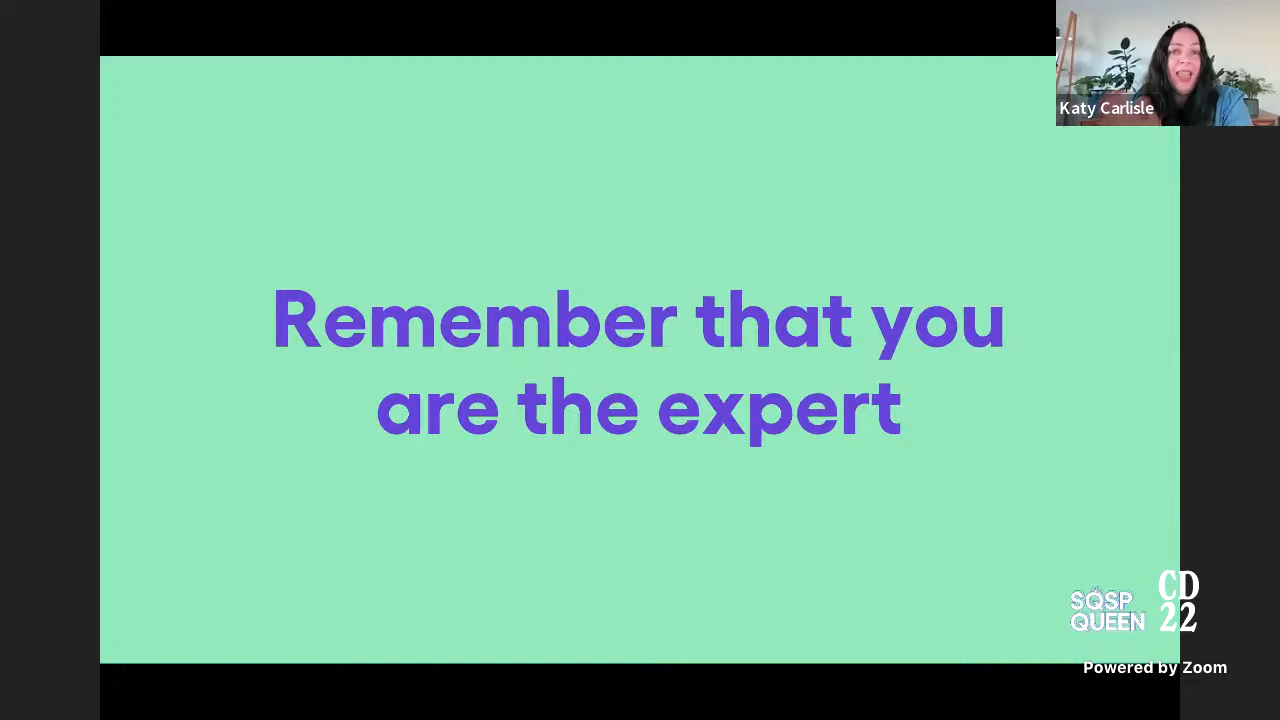 Katy Carlisle
Remember that you
are the expert
SQSP
QUEEN
CD
22
Powered by Zoom